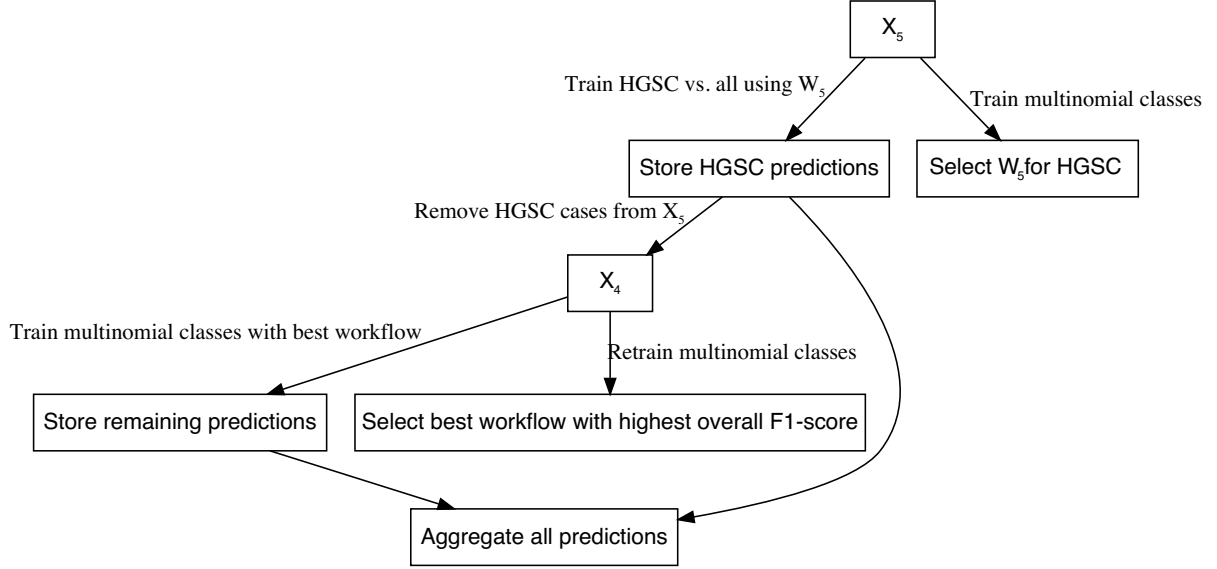 X₅
Train HGSC vs. all using W₅
Train multinomial classes
Store HGSC predictions
Select W₅for HGSC
Remove HGSC cases from X₅
X₄
Train multinomial classes with best workflow
Retrain multinomial classes
Store remaining predictions
Select best workflow with highest overall F1-score
Aggregate all predictions